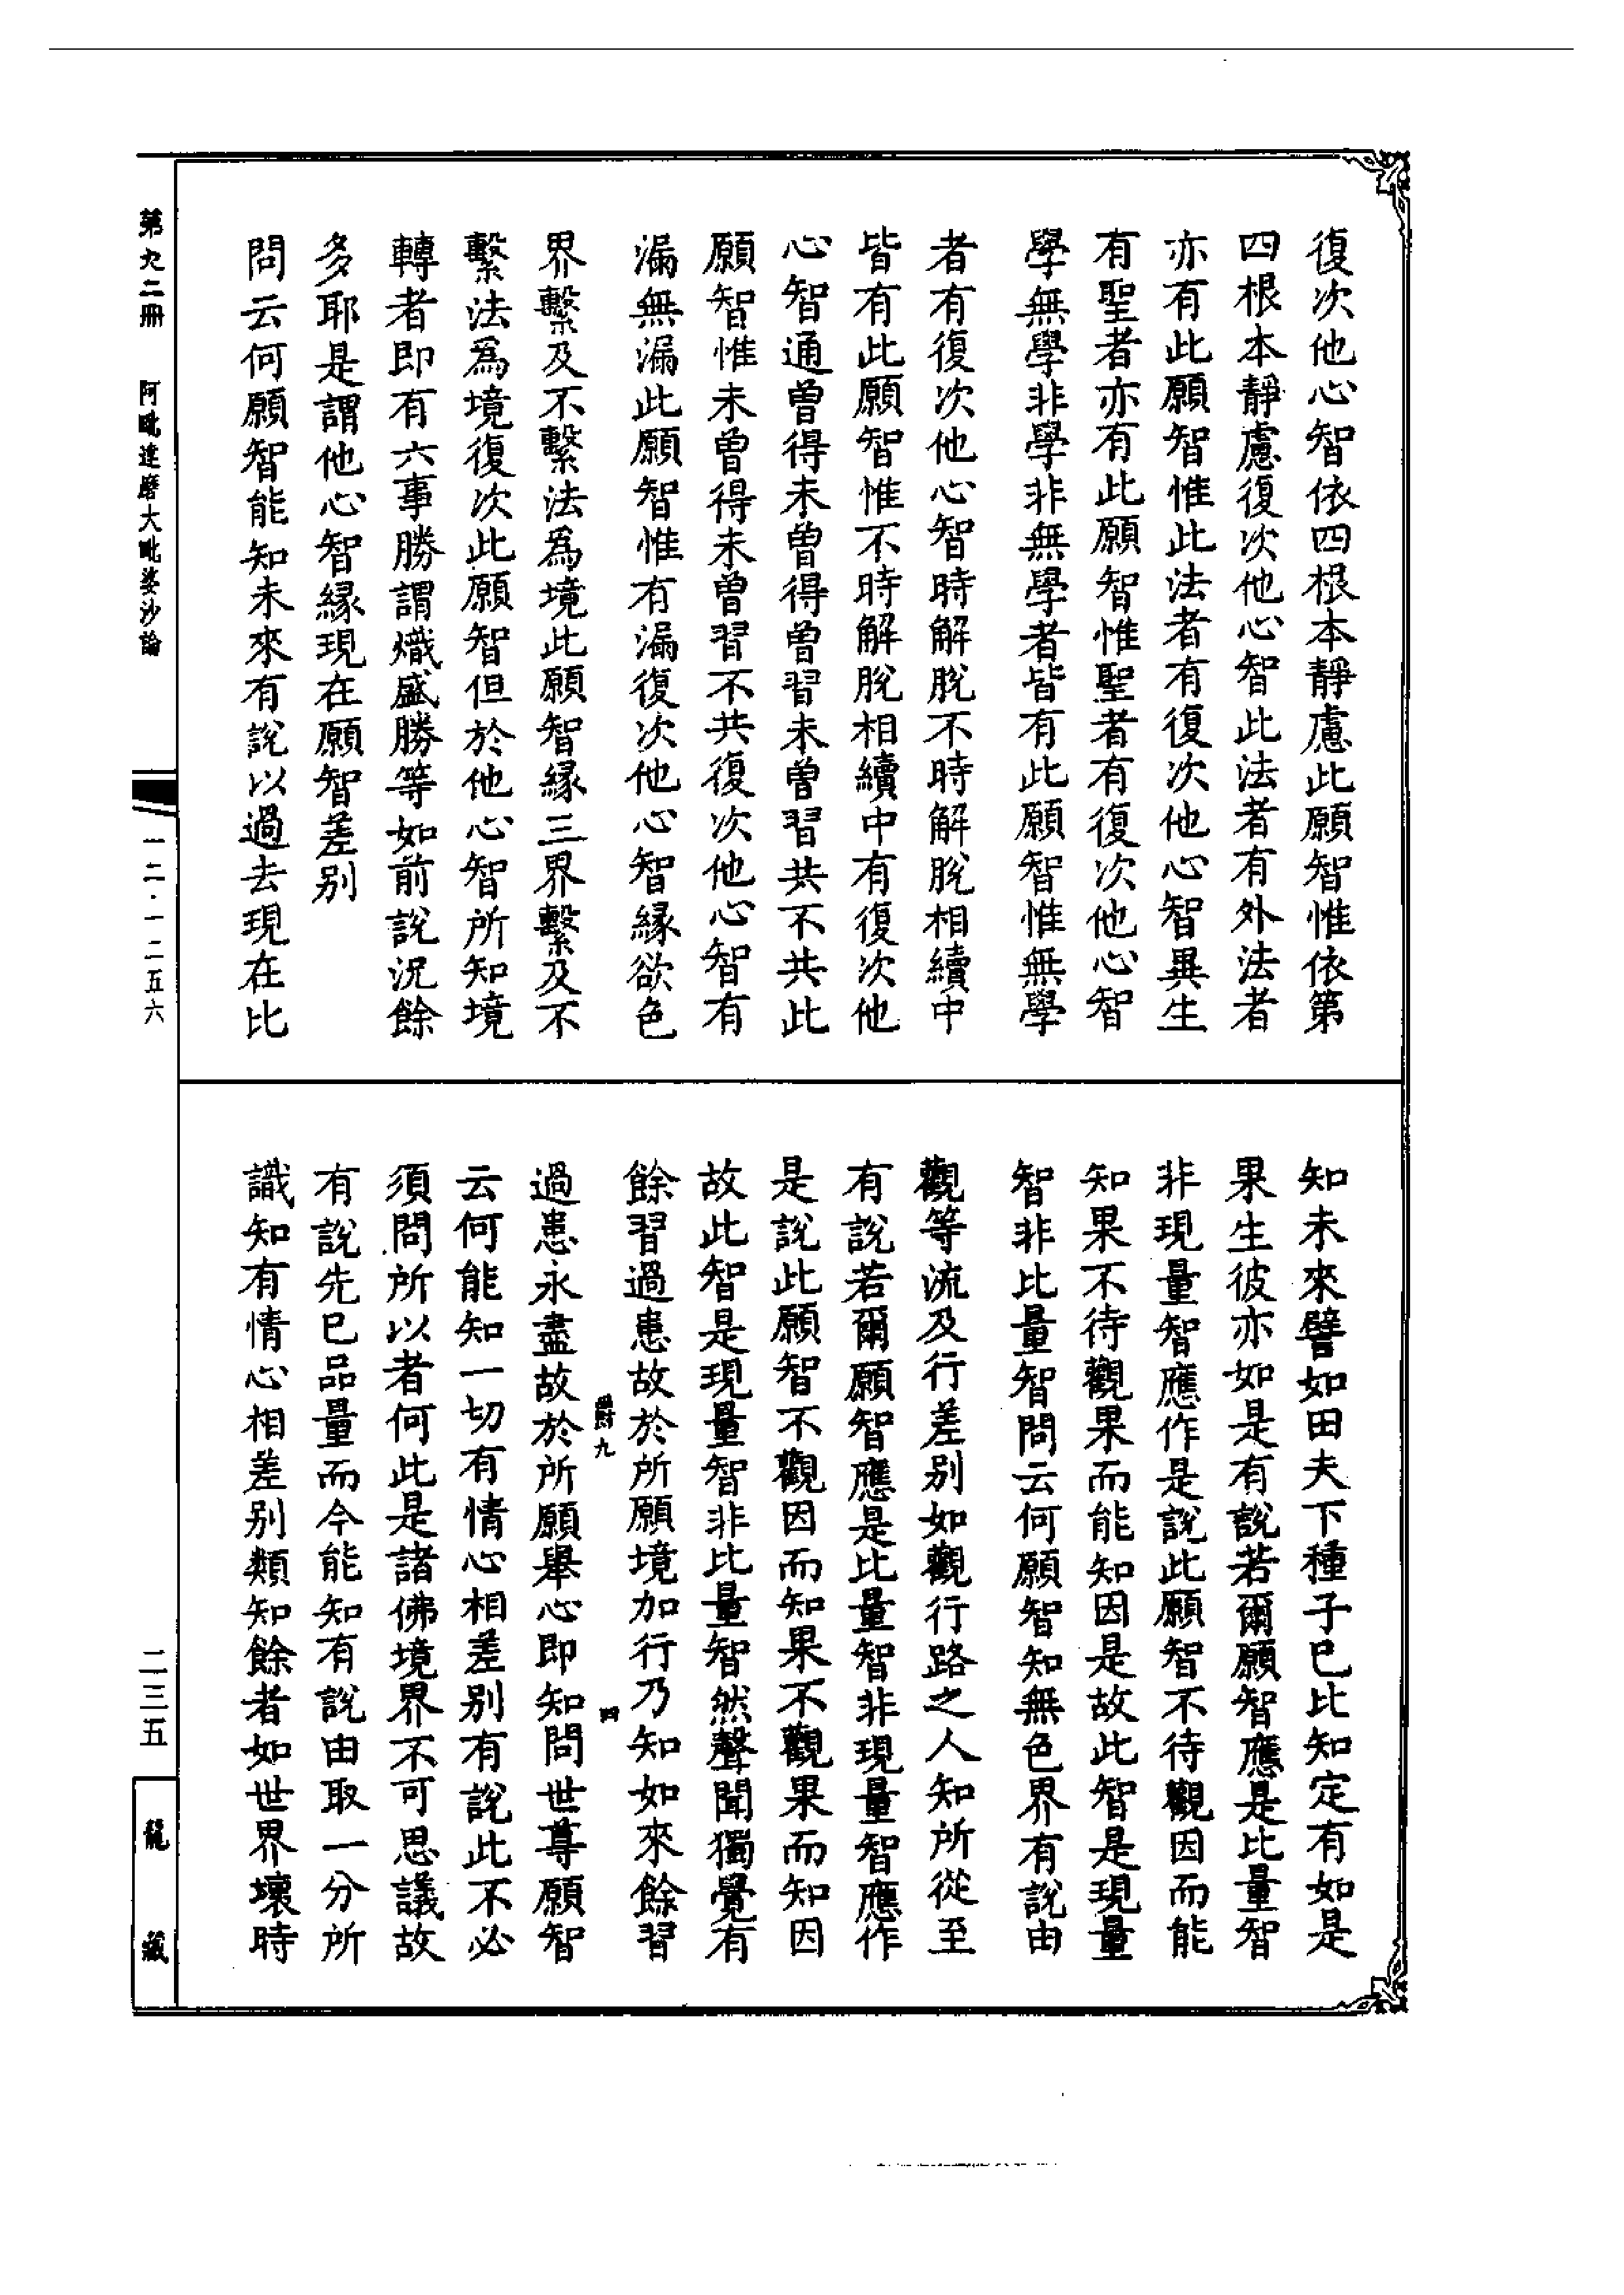 復次他心智依四根本靜慮此願智惟依第
四根本靜慮復次他心智此法者有外法者
亦有此願智惟此法者有復次他心智異生
有聖者亦有此願智惟聖者有復次他心智
學無學非學非無學者皆有此願智惟無學
者有復次他心智時解脫不時解脫相續中
皆有此願智惟不時解脫相續中有復次他
心智通曾得未曾得曾習未曾習共不共此
願智惟未曾得未曾習不共復次他心智有
漏無漏此願智惟有漏復次他心智緣欲色
界繫及不繫法為境此願智緣三界繫及不
繫法為境復次此願智但於他心智所知境
轉者即有六事勝謂熾盛勝等如前說況餘
多耶是謂他心智緣現在願智差别
問云何願智能知未來有說以過去現在比
知未來譬如田夫下種子已比知定有如是
果生彼亦如是有說若爾願智應是比量智
非現量智應作是說此願智不待觀因而能
知果不待觀果而能知因是故此智是現量
智非比量智問云何願智知無色界有說由
觀等流及行差别如觀行路之人知所從至
有說若爾願智應是比量智非現量智應作
是說此願智不觀因而知果不觀果而知因
故此智是現量智非比量智然聲聞獨覺有
餘習過患故於所願境加行乃知如來餘習
九
四
過患永盡故於所願舉心即知問世尊願智
云何能知一切有情心相差别有說此不必
須問所以者何此是諸佛境界不可思議故
有說先已品量而今能知有說由取一分所
識知有情心相差别類知餘者如世界壞時
第九二冊 阿毗達磨大毗婆沙論
一二·一二五六
二三五
龍藏